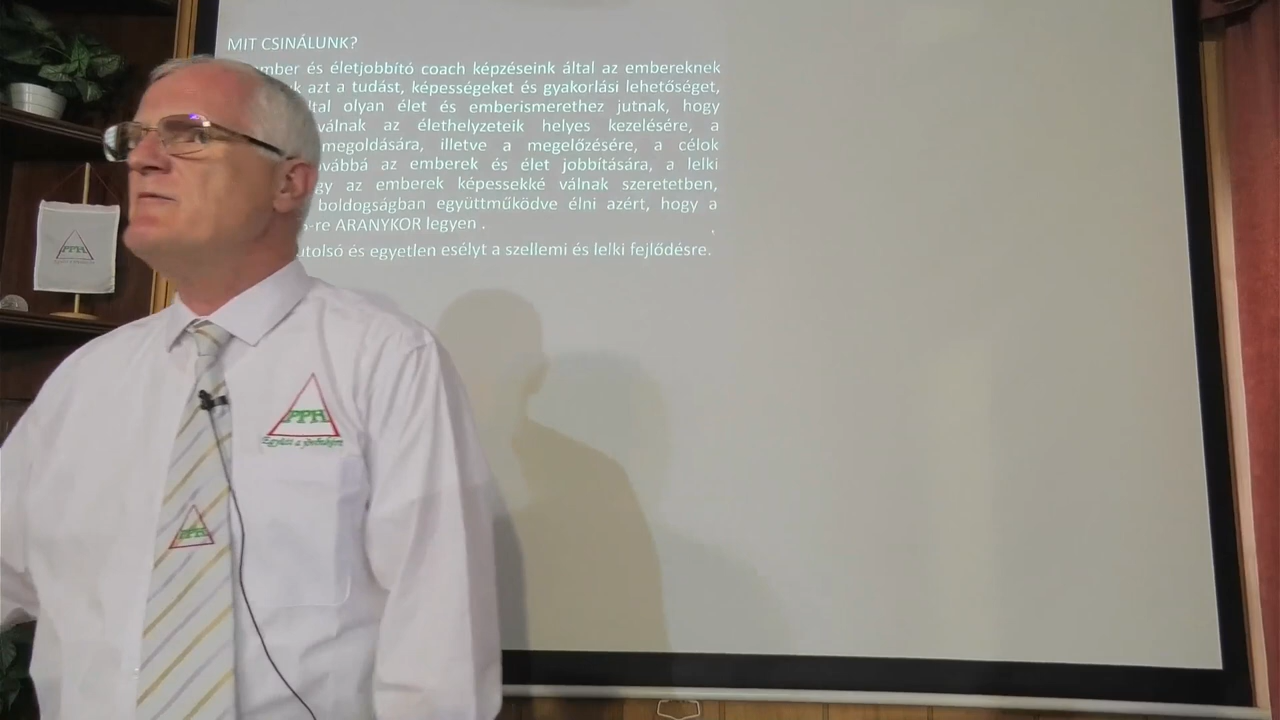 MIT CSINÁLUNK?
ember és életjobbító coach képzéseink által az embereknek
azt a tudást, képességeket és gyakorlási lehetőséget,
által olyan élet és emberismerethez jutnak, hogy
válnak az élethelyzeteik helyes kezelésére, a
megoldására, illetve a megelőzésére, a célok
továbbá az emberek és élet jobbítására, a lelki
az emberek képessekké válnak szeretetben,
boldogságban együttműködve élni azért, hogy a
-re ARANYKOR legyen .
utolsó és egyetlen esélyt a szellemi és lelki fejlődésre.
PPH
PPH
Együtt a jövőnkért
PPH